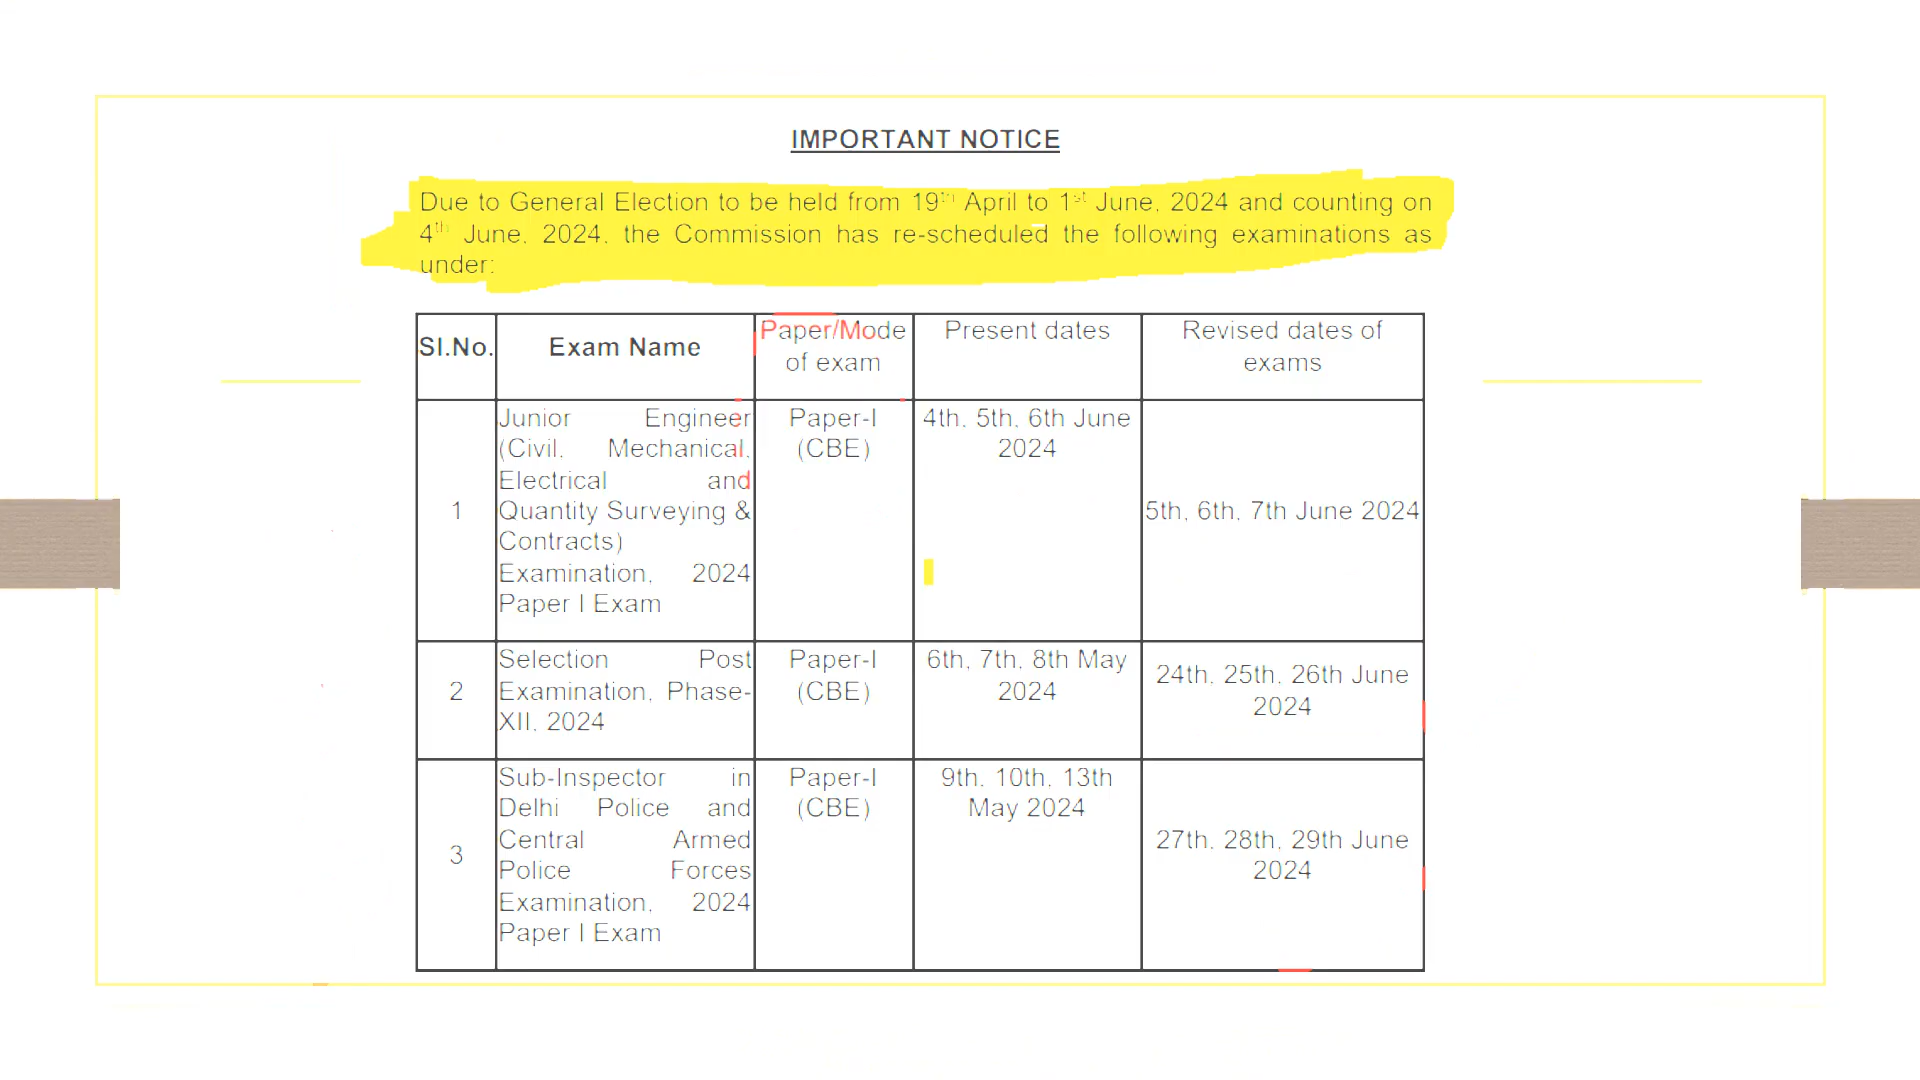 IMPORTANT NOTICE
Due to General Election to be held from 19th April to 1st June, 2024 and counting on
4th June, 2024, the Commission has re-scheduled the following examinations as
under:
Sl.No.
Exam Name
Paper/Mode
of exam
Present dates
Revised dates of
exams
1
Junior Engineer
(Civil, Mechanical,
Electrical and
Quantity Surveying &
Contracts)
Examination, 2024
Paper I Exam
Paper-I
(CBE)
4th, 5th, 6th June
2024
5th, 6th, 7th June 2024
2
Selection Post
Examination, Phase-
XII, 2024
Paper-I
(CBE)
6th, 7th, 8th May
2024
24th, 25th, 26th June
2024
3
Sub-Inspector in
Delhi Police and
Central Armed
Police Forces
Examination, 2024
Paper I Exam
Paper-I
(CBE)
9th, 10th, 13th
May 2024
27th, 28th, 29th June
2024